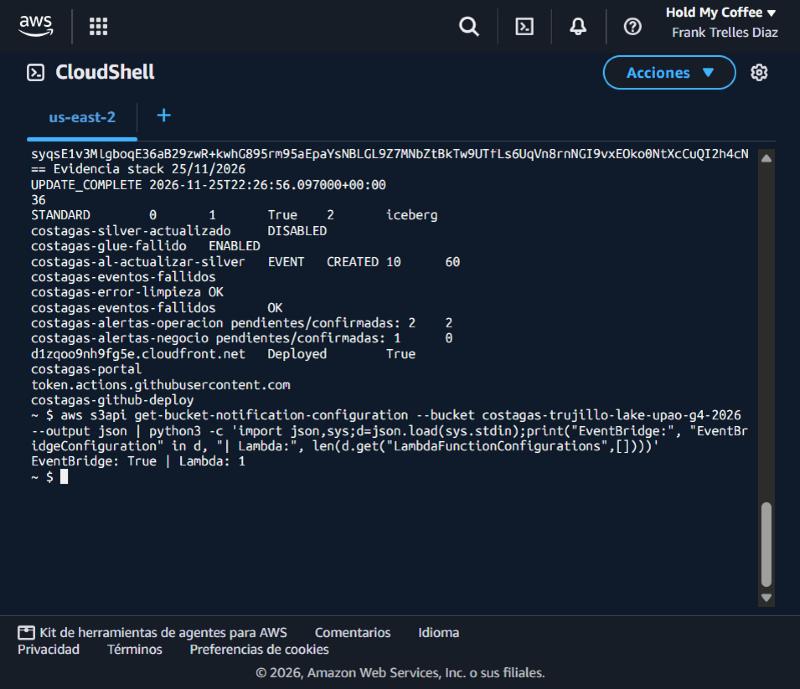 aws
Hold My Coffee
Frank Trelles Diaz
CloudShell
Acciones
us-east-2
+
syqsE1v3MlgboqE36aB29zwR+kwhG895rm95aEpaYsNBLGL9Z7MNbZtBkTw9UTfLs6UqVn8rnNGI9vxEOko0NtXcCuQI2h4cN
== Evidencia stack 25/11/2026
UPDATE_COMPLETE 2026-11-25T22:26:56.097000+00:00
36
STANDARD 0 1 True 2 iceberg
costagas-silver-actualizado DISABLED
costagas-glue-fallido ENABLED
costagas-al-actualizar-silver EVENT CREATED 10 60
costagas-eventos-fallidos
costagas-error-limpieza OK
costagas-eventos-fallidos OK
costagas-alertas-operacion pendientes/confirmadas: 2 2
costagas-alertas-negocio pendientes/confirmadas: 1 0
d1zqoo9nh9fg5e.cloudfront.net Deployed True
costagas-portal
token.actions.githubusercontent.com
costagas-github-deploy
~ $ aws s3api get-bucket-notification-configuration --bucket costagas-trujillo-lake-upao-g4-2026
--output json | python3 -c 'import json,sys;d=json.load(sys.stdin);print("EventBridge:", "EventBr
idgeConfiguration" in d, "| Lambda:", len(d.get("LambdaFunctionConfigurations",[])))'
EventBridge: True | Lambda: 1
~ $
Kit de herramientas de agentes para AWS Comentarios Idioma
Privacidad Términos Preferencias de cookies
© 2026, Amazon Web Services, Inc. o sus filiales.